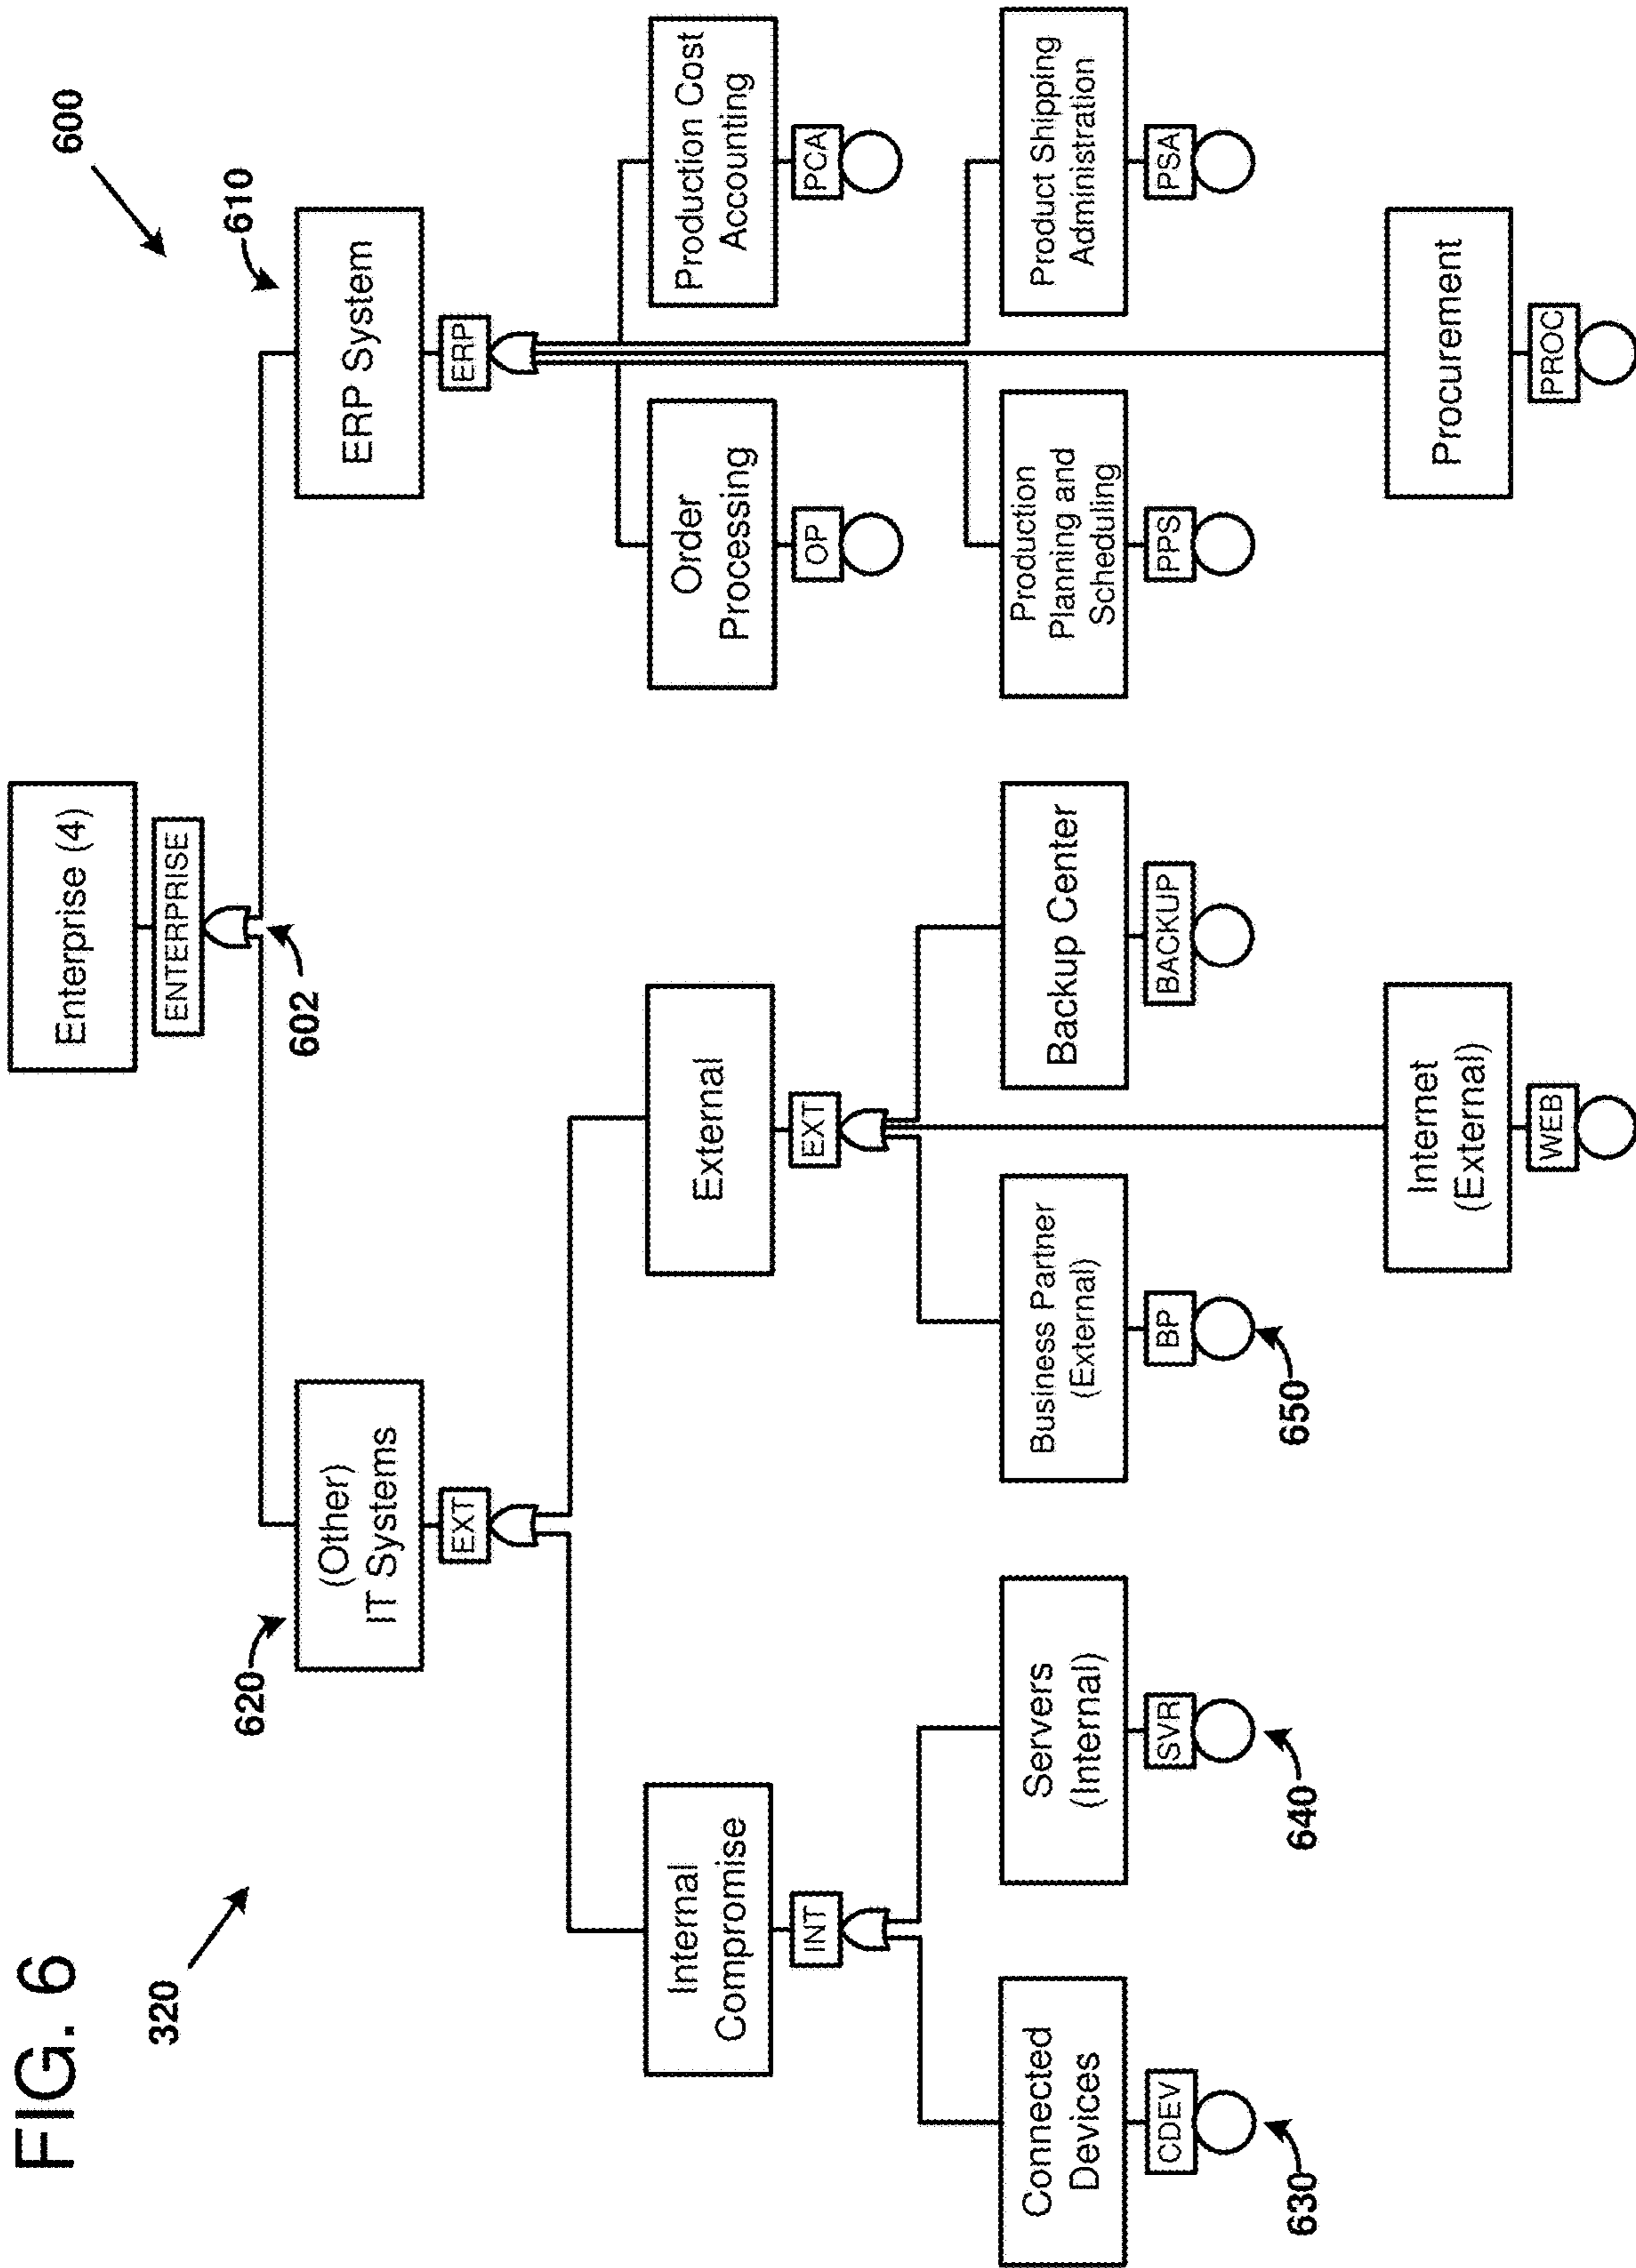 FIG. 6
320
600
Enterprise (4)
ENTERPRISE
602
620
(Other)
IT Systems
EXT
610
ERP System
ERP
Internal
Compromise
INT
External
EXT
Order
Processing
OP
Production Cost
Accounting
PCA
Connected
Devices
CDEV
630
Servers
(Internal)
SVR
640
Business Partner
(External)
BP
650
Backup Center
BACKUP
Production
Planning and
Scheduling
PPS
Product Shipping
Administration
PSA
Internet
(External)
WEB
Procurement
PROC